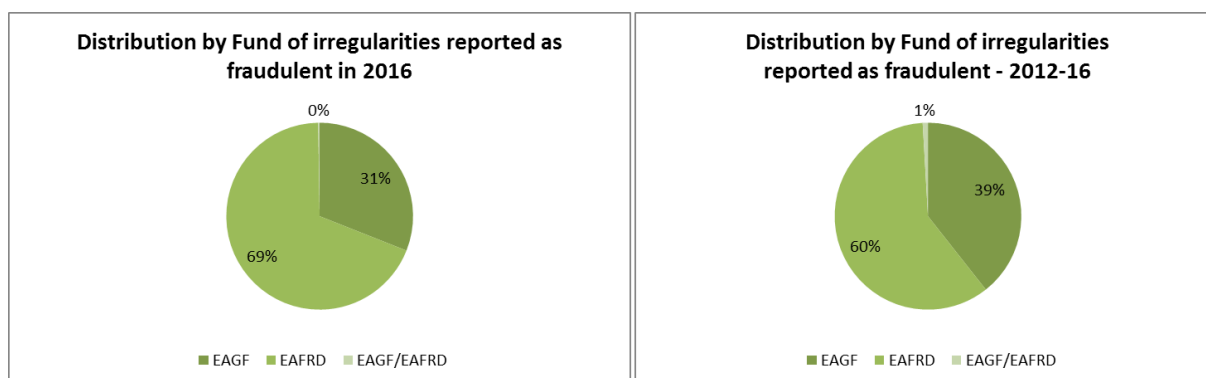 Distribution by Fund of irregularities reported as
fraudulent in 2016
0%
31%
69%
EAGF EAFRD EAGF/EAFRD
Distribution by Fund of irregularities
reported as fraudulent - 2012-16
1%
39%
60%
EAGF EAFRD EAGF/EAFRD